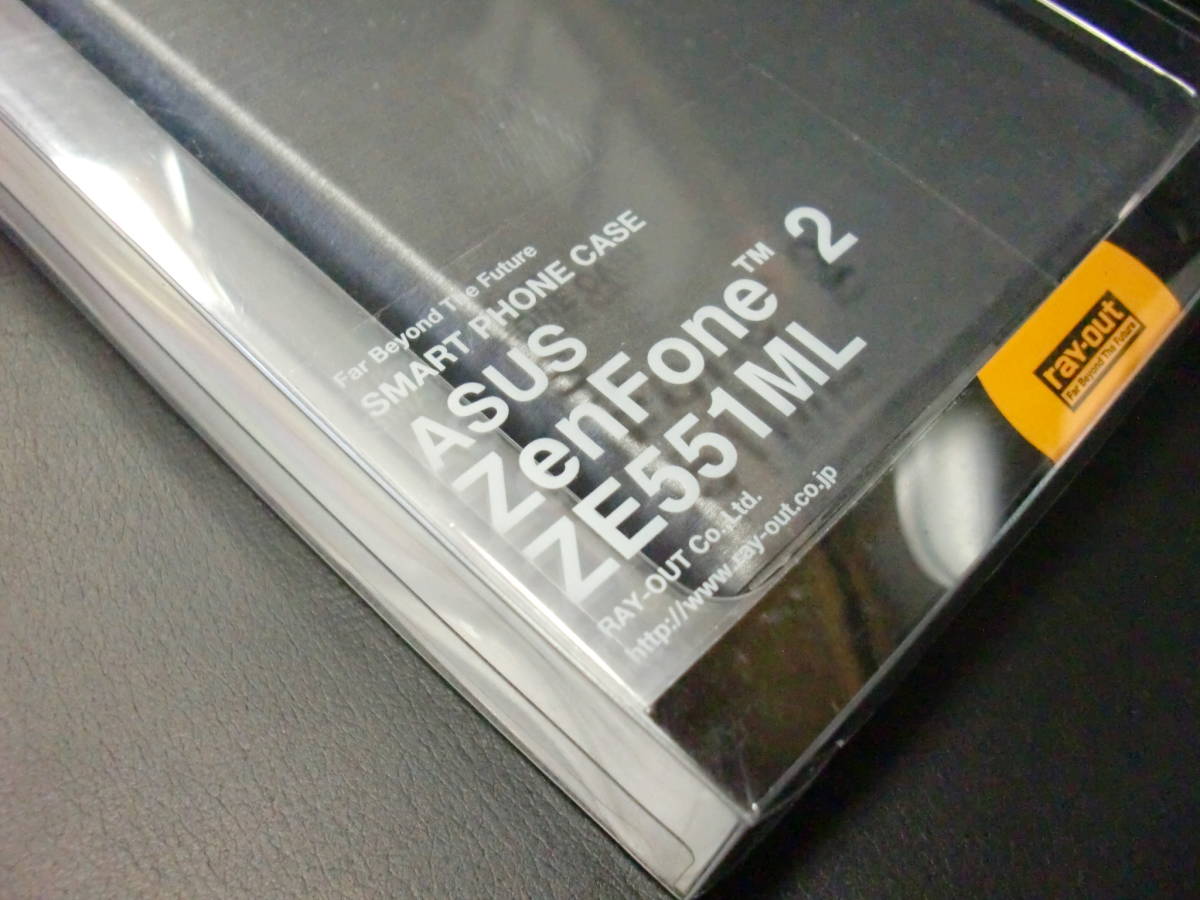 Far Beyond The Future
SMART PHONE CASE
ASUS
ZenFone™ 2
ZE551ML
RAY-OUT Co., Ltd.
http://www.ray-out.co.jp
ray-out
Far Beyond The Future